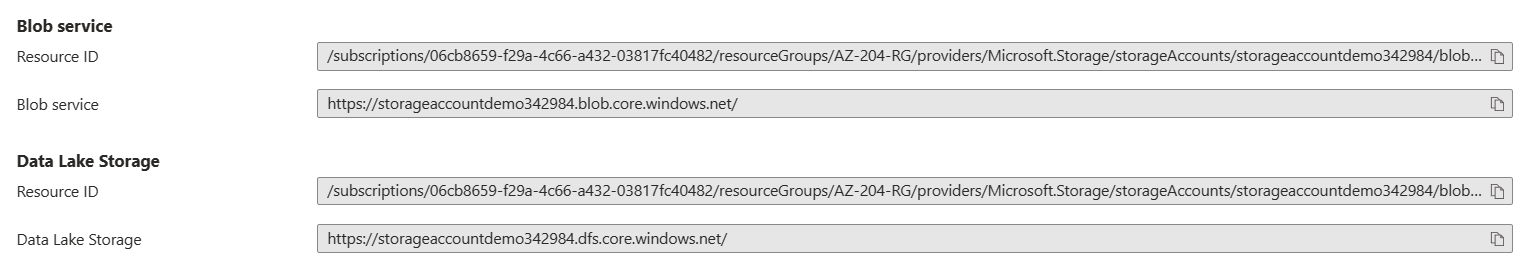 Blob service
Resource ID /subscriptions/06cb8659-f29a-4c66-a432-03817fc40482/resourceGroups/AZ-204-RG/providers/Microsoft.Storage/storageAccounts/storageaccountdemo342984/blob...
Blob service https://storageaccountdemo342984.blob.core.windows.net/
Data Lake Storage
Resource ID /subscriptions/06cb8659-f29a-4c66-a432-03817fc40482/resourceGroups/AZ-204-RG/providers/Microsoft.Storage/storageAccounts/storageaccountdemo342984/blob...
Data Lake Storage https://storageaccountdemo342984.dfs.core.windows.net/